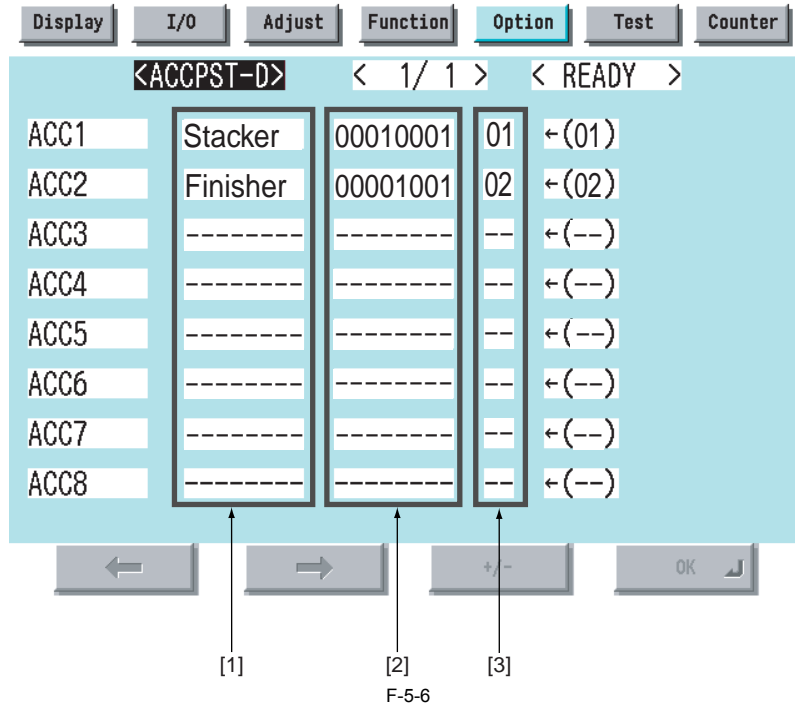 Display I/O Adjust Function Option Test Counter
<ACCPST-D> < 1/ 1 > < READY >
ACC1 Stacker 00010001 01 ←(01)
ACC2 Finisher 00001001 02 ←(02)
ACC3 -------- -------- -- ←(--)
ACC4 -------- -------- -- ←(--)
ACC5 -------- -------- -- ←(--)
ACC6 -------- -------- -- ←(--)
ACC7 -------- -------- -- ←(--)
ACC8 -------- -------- -- ←(--)
+/- OK
[1] [2] [3]
F-5-6